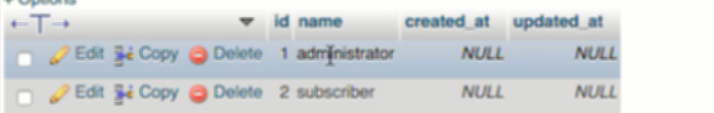 + Options
id name created_at updated_at
Edit Copy Delete 1 administrator NULL NULL
Edit Copy Delete 2 subscriber NULL NULL